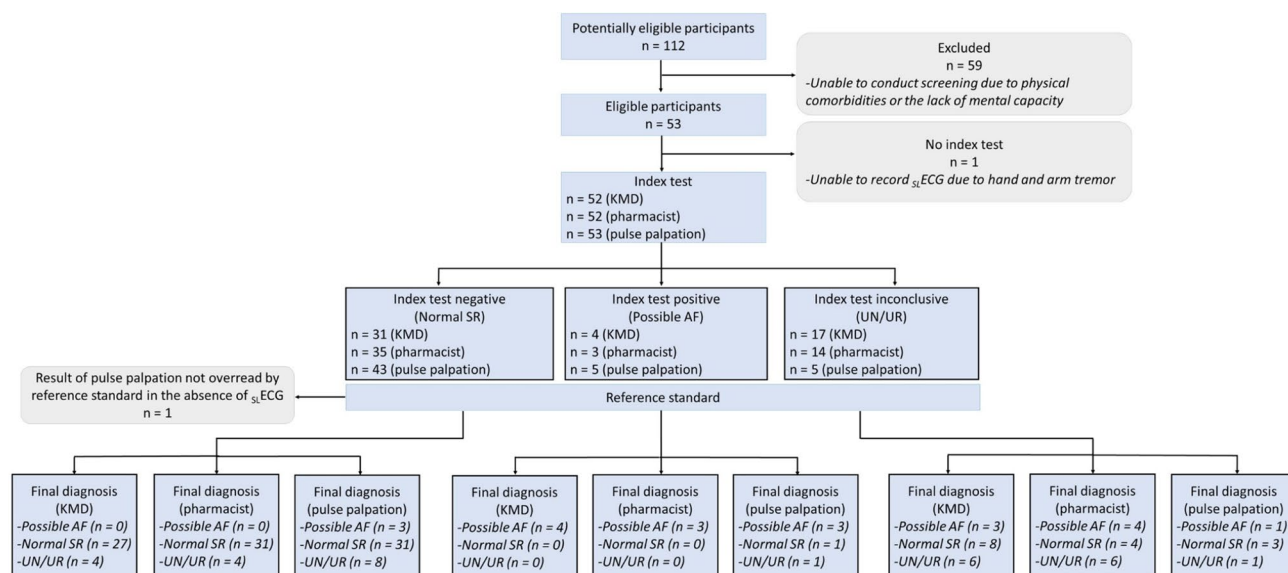 Potentially eligible participants
n = 112
Excluded
n = 59
-Unable to conduct screening due to physical
comorbidities or the lack of mental capacity
Eligible participants
n = 53
No index test
n = 1
-Unable to record SLECG due to hand and arm tremor
Index test
n = 52 (KMD)
n = 52 (pharmacist)
n = 53 (pulse palpation)
Index test negative
(Normal SR)
n = 31 (KMD)
n = 35 (pharmacist)
n = 43 (pulse palpation)
Index test positive
(Possible AF)
n = 4 (KMD)
n = 3 (pharmacist)
n = 5 (pulse palpation)
Index test inconclusive
(UN/UR)
n = 17 (KMD)
n = 14 (pharmacist)
n = 5 (pulse palpation)
Result of pulse palpation not overread by
reference standard in the absence of SLECG
n = 1
Reference standard
Final diagnosis
(KMD)
-Possible AF (n = 0)
-Normal SR (n = 27)
-UN/UR (n = 4)
Final diagnosis
(pharmacist)
-Possible AF (n = 0)
-Normal SR (n = 31)
-UN/UR (n = 4)
Final diagnosis
(pulse palpation)
-Possible AF (n = 3)
-Normal SR (n = 31)
-UN/UR (n = 8)
Final diagnosis
(KMD)
-Possible AF (n = 4)
-Normal SR (n = 0)
-UN/UR (n = 0)
Final diagnosis
(pharmacist)
-Possible AF (n = 3)
-Normal SR (n = 0)
-UN/UR (n = 0)
Final diagnosis
(pulse palpation)
-Possible AF (n = 3)
-Normal SR (n = 1)
-UN/UR (n = 1)
Final diagnosis
(KMD)
-Possible AF (n = 3)
-Normal SR (n = 8)
-UN/UR (n = 6)
Final diagnosis
(pharmacist)
-Possible AF (n = 4)
-Normal SR (n = 4)
-UN/UR (n = 6)
Final diagnosis
(pulse palpation)
-Possible AF (n = 1)
-Normal SR (n = 3)
-UN/UR (n = 1)